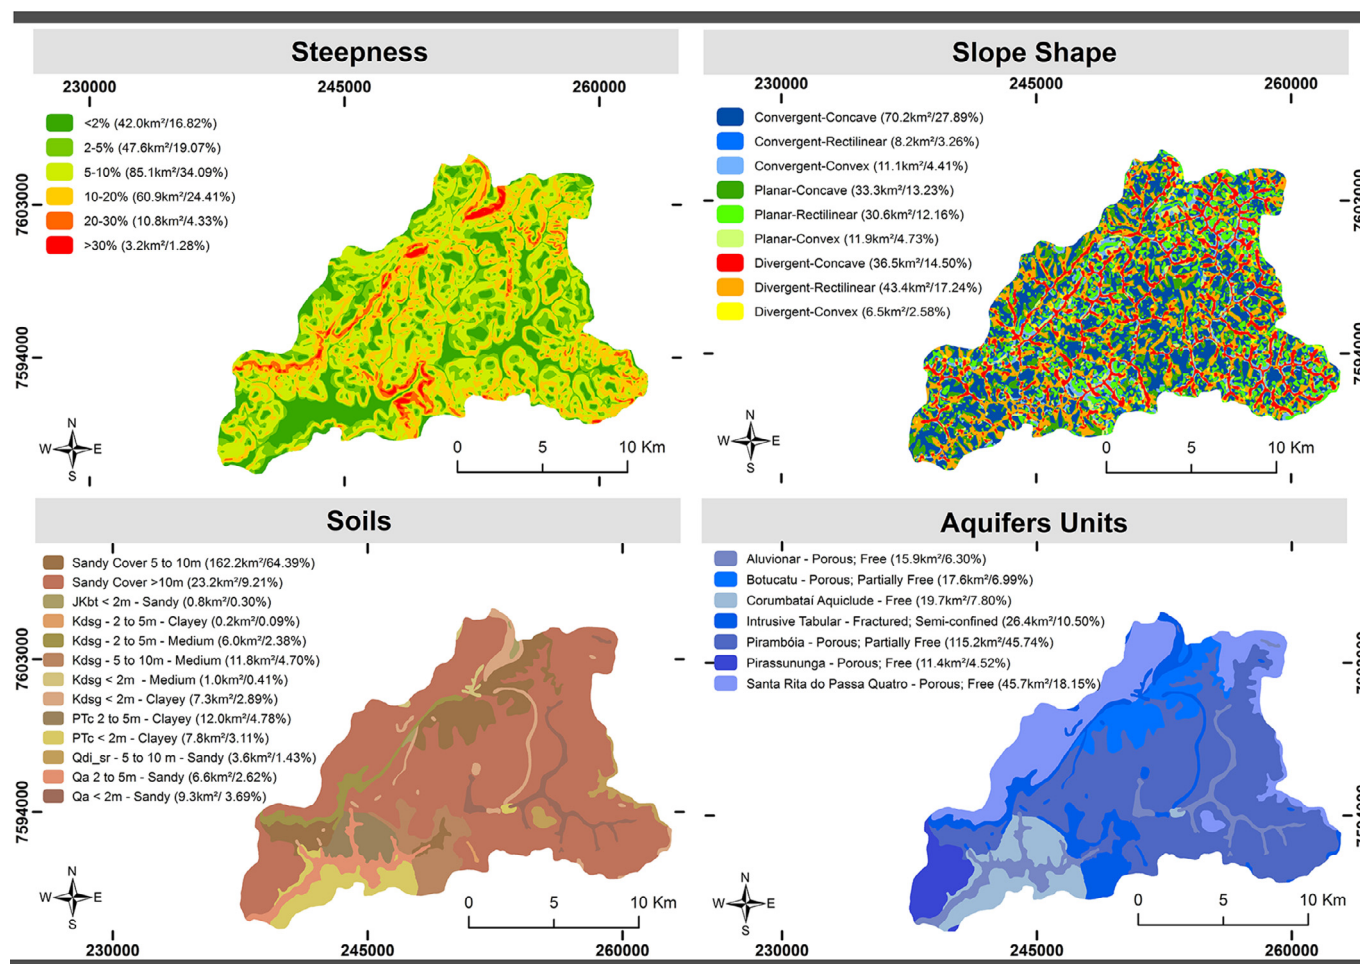 Steepness
230000
245000
260000
<2% (42.0km²/16.82%)
2-5% (47.6km²/19.07%)
5-10% (85.1km²/34.09%)
10-20% (60.9km²/24.41%)
20-30% (10.8km²/4.33%)
>30% (3.2km²/1.28%)
7603000
7594000
N
W E
S
0 5 10 Km
Slope Shape
230000
245000
260000
Convergent-Concave (70.2km²/27.89%)
Convergent-Rectilinear (8.2km²/3.26%)
Convergent-Convex (11.1km²/4.41%)
Planar-Concave (33.3km²/13.23%)
Planar-Rectilinear (30.6km²/12.16%)
Planar-Convex (11.9km²/4.73%)
Divergent-Concave (36.5km²/14.50%)
Divergent-Rectilinear (43.4km²/17.24%)
Divergent-Convex (6.5km²/2.58%)
7594000
N
W E
S
0 5 10 Km
Soils
Sandy Cover 5 to 10m (162.2km²/64.39%)
Sandy Cover >10m (23.2km²/9.21%)
JKbt < 2m - Sandy (0.8km²/0.30%)
Kdsg - 2 to 5m - Clayey (0.2km²/0.09%)
Kdsg - 2 to 5m - Medium (6.0km²/2.38%)
Kdsg - 5 to 10m - Medium (11.8km²/4.70%)
Kdsg < 2m - Medium (1.0km²/0.41%)
Kdsg < 2m - Clayey (7.3km²/2.89%)
PTc 2 to 5m - Clayey (12.0km²/4.78%)
PTc < 2m - Clayey (7.8km²/3.11%)
Qdi_sr - 5 to 10 m - Sandy (3.6km²/1.43%)
Qa 2 to 5m - Sandy (6.6km²/2.62%)
Qa < 2m - Sandy (9.3km²/ 3.69%)
7603000
7594000
N
W E
S
0 5 10 Km
230000
245000
260000
Aquifers Units
Aluvionar - Porous; Free (15.9km²/6.30%)
Botucatu - Porous; Partially Free (17.6km²/6.99%)
Corumbataí Aquiclude - Free (19.7km²/7.80%)
Intrusive Tabular - Fractured; Semi-confined (26.4km²/10.50%)
Pirambóia - Porous; Partially Free (115.2km²/45.74%)
Pirassununga - Porous; Free (11.4km²/4.52%)
Santa Rita do Passa Quatro - Porous; Free (45.7km²/18.15%)
N
W E
S
0 5 10 Km
230000
245000
260000